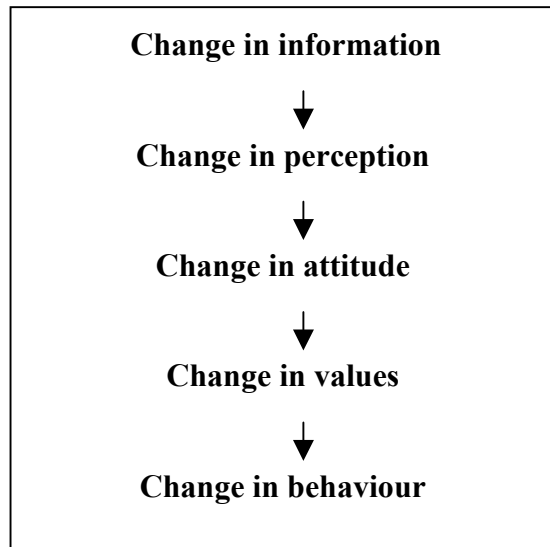 Change in information
Change in perception
Change in attitude
Change in values
Change in behaviour